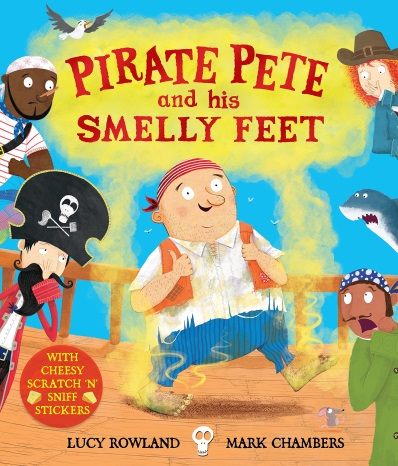 PIRATE PETE
and his
SMELLY FEET
WITH
CHEESY
SCRATCH 'N'
SNIFF
STICKERS
LUCY ROWLAND
MARK CHAMBERS